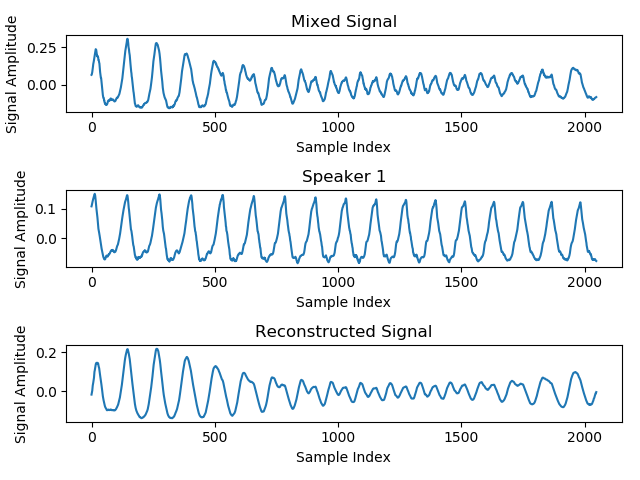 Mixed Signal
Signal Amplitude
0.25
0.00
0 500 1000 1500 2000
Sample Index
Speaker 1
Signal Amplitude
0.1
0.0
0 500 1000 1500 2000
Sample Index
Reconstructed Signal
Signal Amplitude
0.2
0.0
0 500 1000 1500 2000
Sample Index